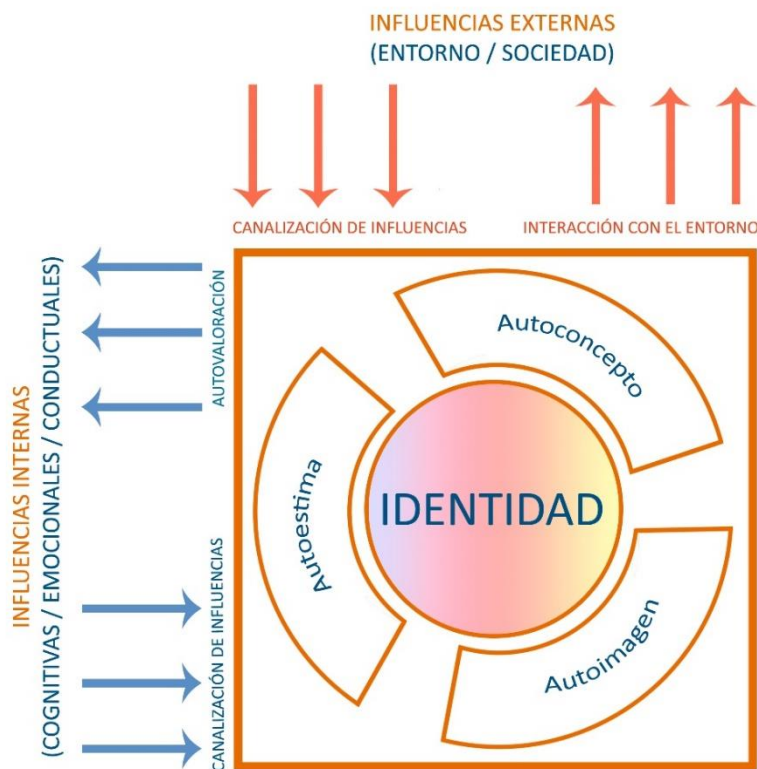 INFLUENCIAS EXTERNAS
(ENTORNO / SOCIEDAD)
CANALIZACIÓN DE INFLUENCIAS
INTERACCIÓN CON EL ENTORNO
INFLUENCIAS INTERNAS
(COGNITIVAS / EMOCIONALES / CONDUCTUALES)
AUTOVALORACIÓN
CANALIZACIÓN DE INFLUENCIAS
Autoconcepto
Autoestima
IDENTIDAD
Autoimagen